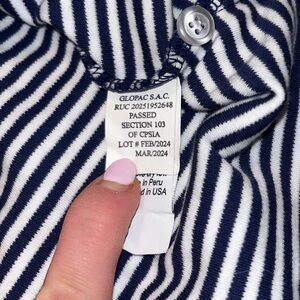 GLOPAC S.A.C.
RUC 20251952648
PASSED
SECTION 103
OF CPSIA
LOT # FEB/2024
MAR/2024
in Peru
in USA